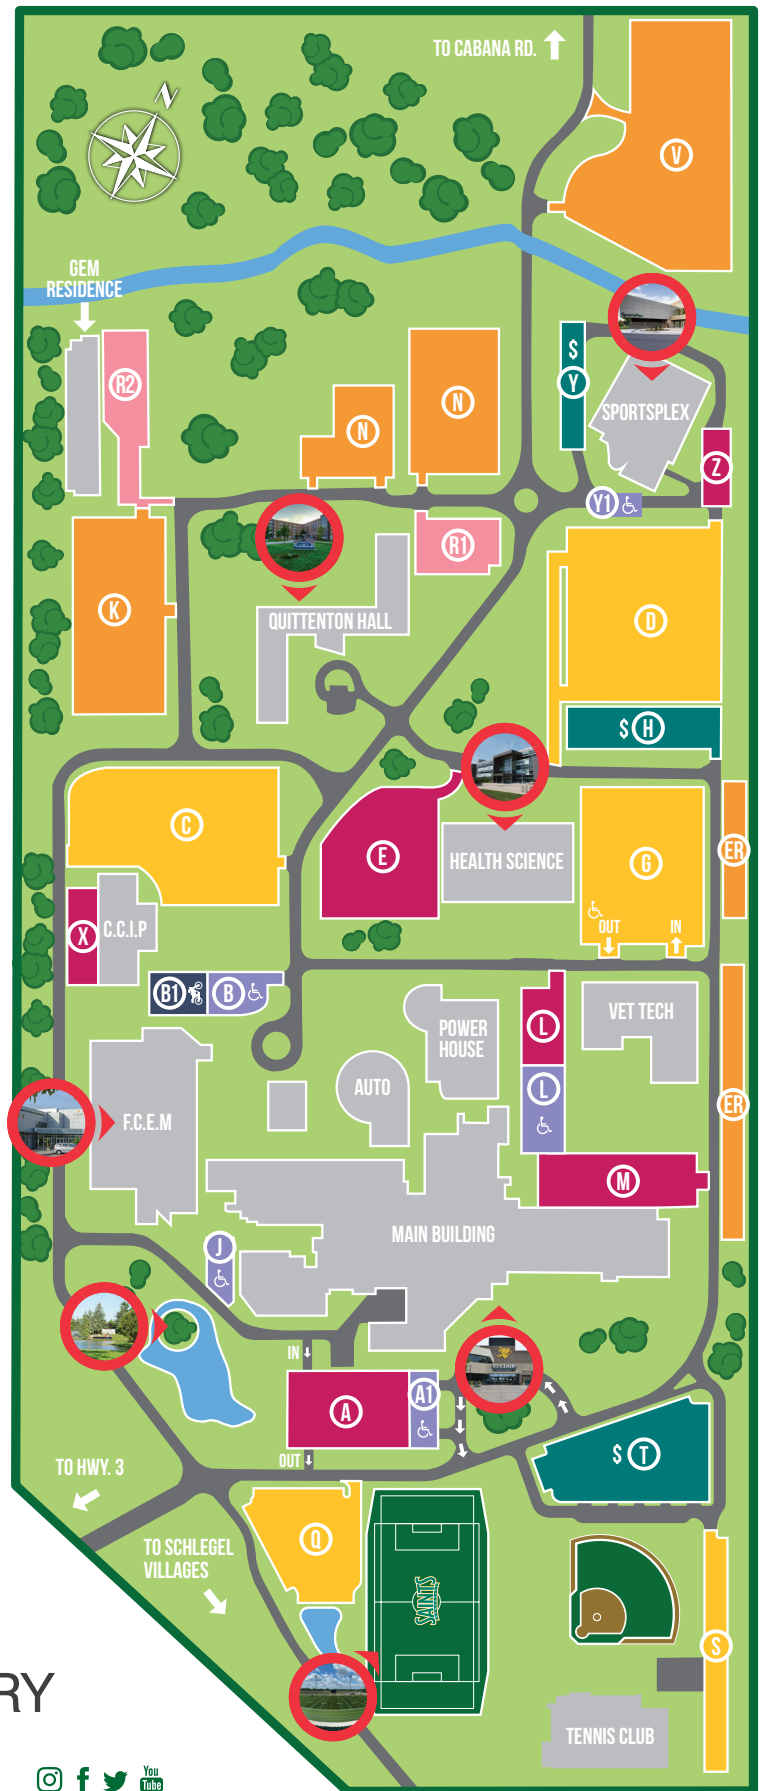 TO CABANA RD.
N
V
GEM
RESIDENCE
R2
N
N
$
Y
SPORTSPLEX
Z
Y1
R1
K
QUITTENTON HALL
D
$ H
C
E
HEALTH SCIENCE
G
ER
OUT
IN
X
C.C.I.P
B1
B
POWER
HOUSE
L
VET TECH
AUTO
L
ER
F.C.E.M
M
MAIN BUILDING
J
IN
A
A1
OUT
$ T
TO HWY. 3
TO SCHLEGEL
VILLAGES
Q
SAINTS
S
TENNIS CLUB
RY
You
Tube